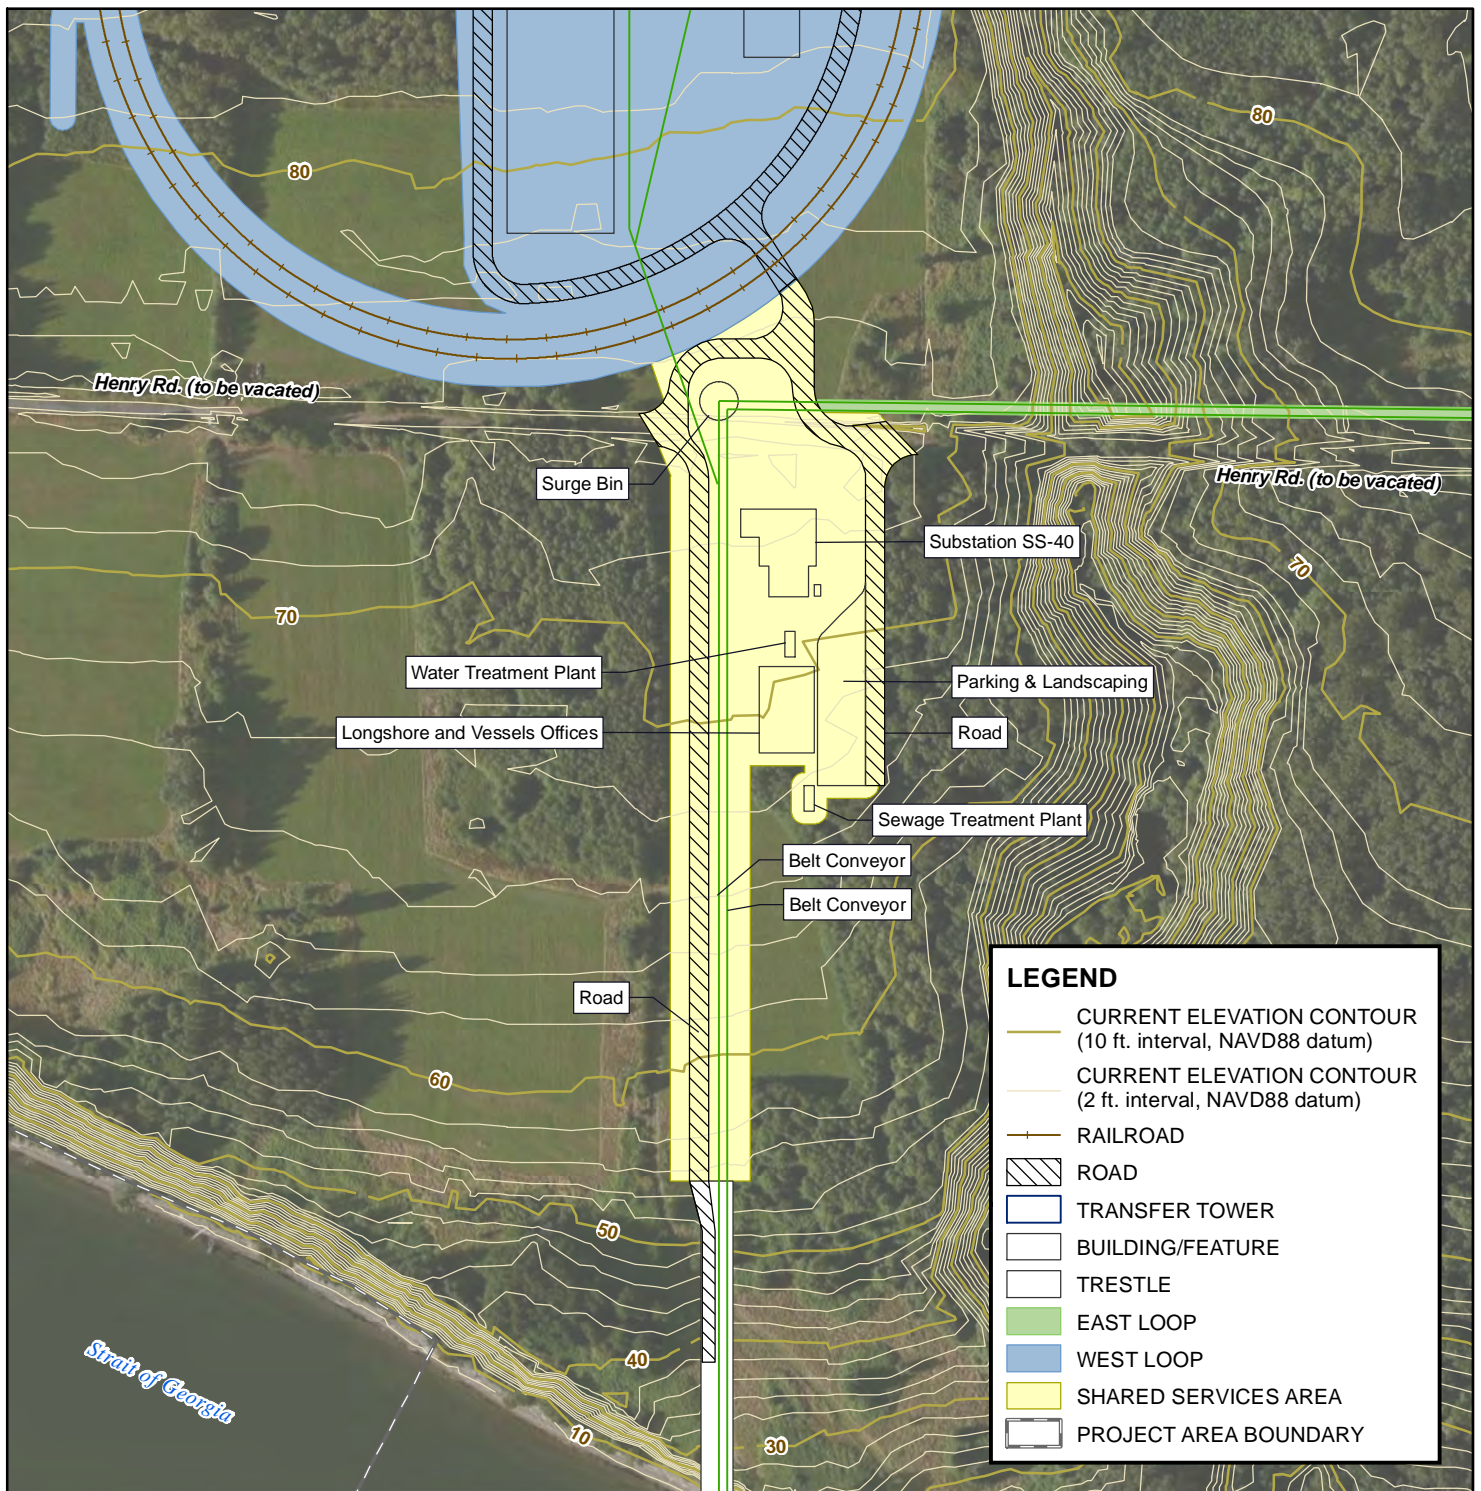 80
80
Henry Rd. (to be vacated)
Surge Bin
Henry Rd. (to be vacated)
Substation SS-40
70
70
Water Treatment Plant
Parking & Landscaping
Longshore and Vessels Offices
Road
Sewage Treatment Plant
Belt Conveyor
Belt Conveyor
Road
60
50
40
30
10
Strait of Georgia
LEGEND
CURRENT ELEVATION CONTOUR
(10 ft. interval, NAVD88 datum)
CURRENT ELEVATION CONTOUR
(2 ft. interval, NAVD88 datum)
RAILROAD
ROAD
TRANSFER TOWER
BUILDING/FEATURE
TRESTLE
EAST LOOP
WEST LOOP
SHARED SERVICES AREA
PROJECT AREA BOUNDARY